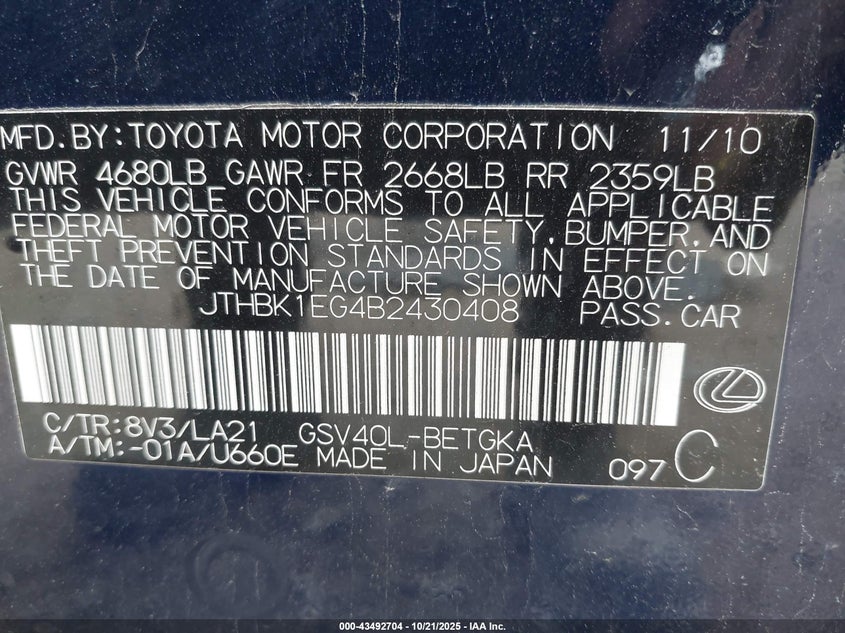 MFD.BY:TOYOTA MOTOR CORPORATION 11/10
GVWR 4680LB GAWR FR 2668LB RR 2359LB
THIS VEHICLE CONFORMS TO ALL APPLICABLE
FEDERAL MOTOR VEHICLE SAFETY,BUMPER,AND
THEFT PREVENTION STANDARDS IN EFFECT ON
THE DATE OF MANUFACTURE SHOWN ABOVE.
JTHBK1EG4B2430408 PASS.CAR
C/TR:8V3/LA21 GSV40L-BETGKA
A/TM:-01A/U660E MADE IN JAPAN 097 C
000-43492704 - 10/21/2025 - IAA Inc.